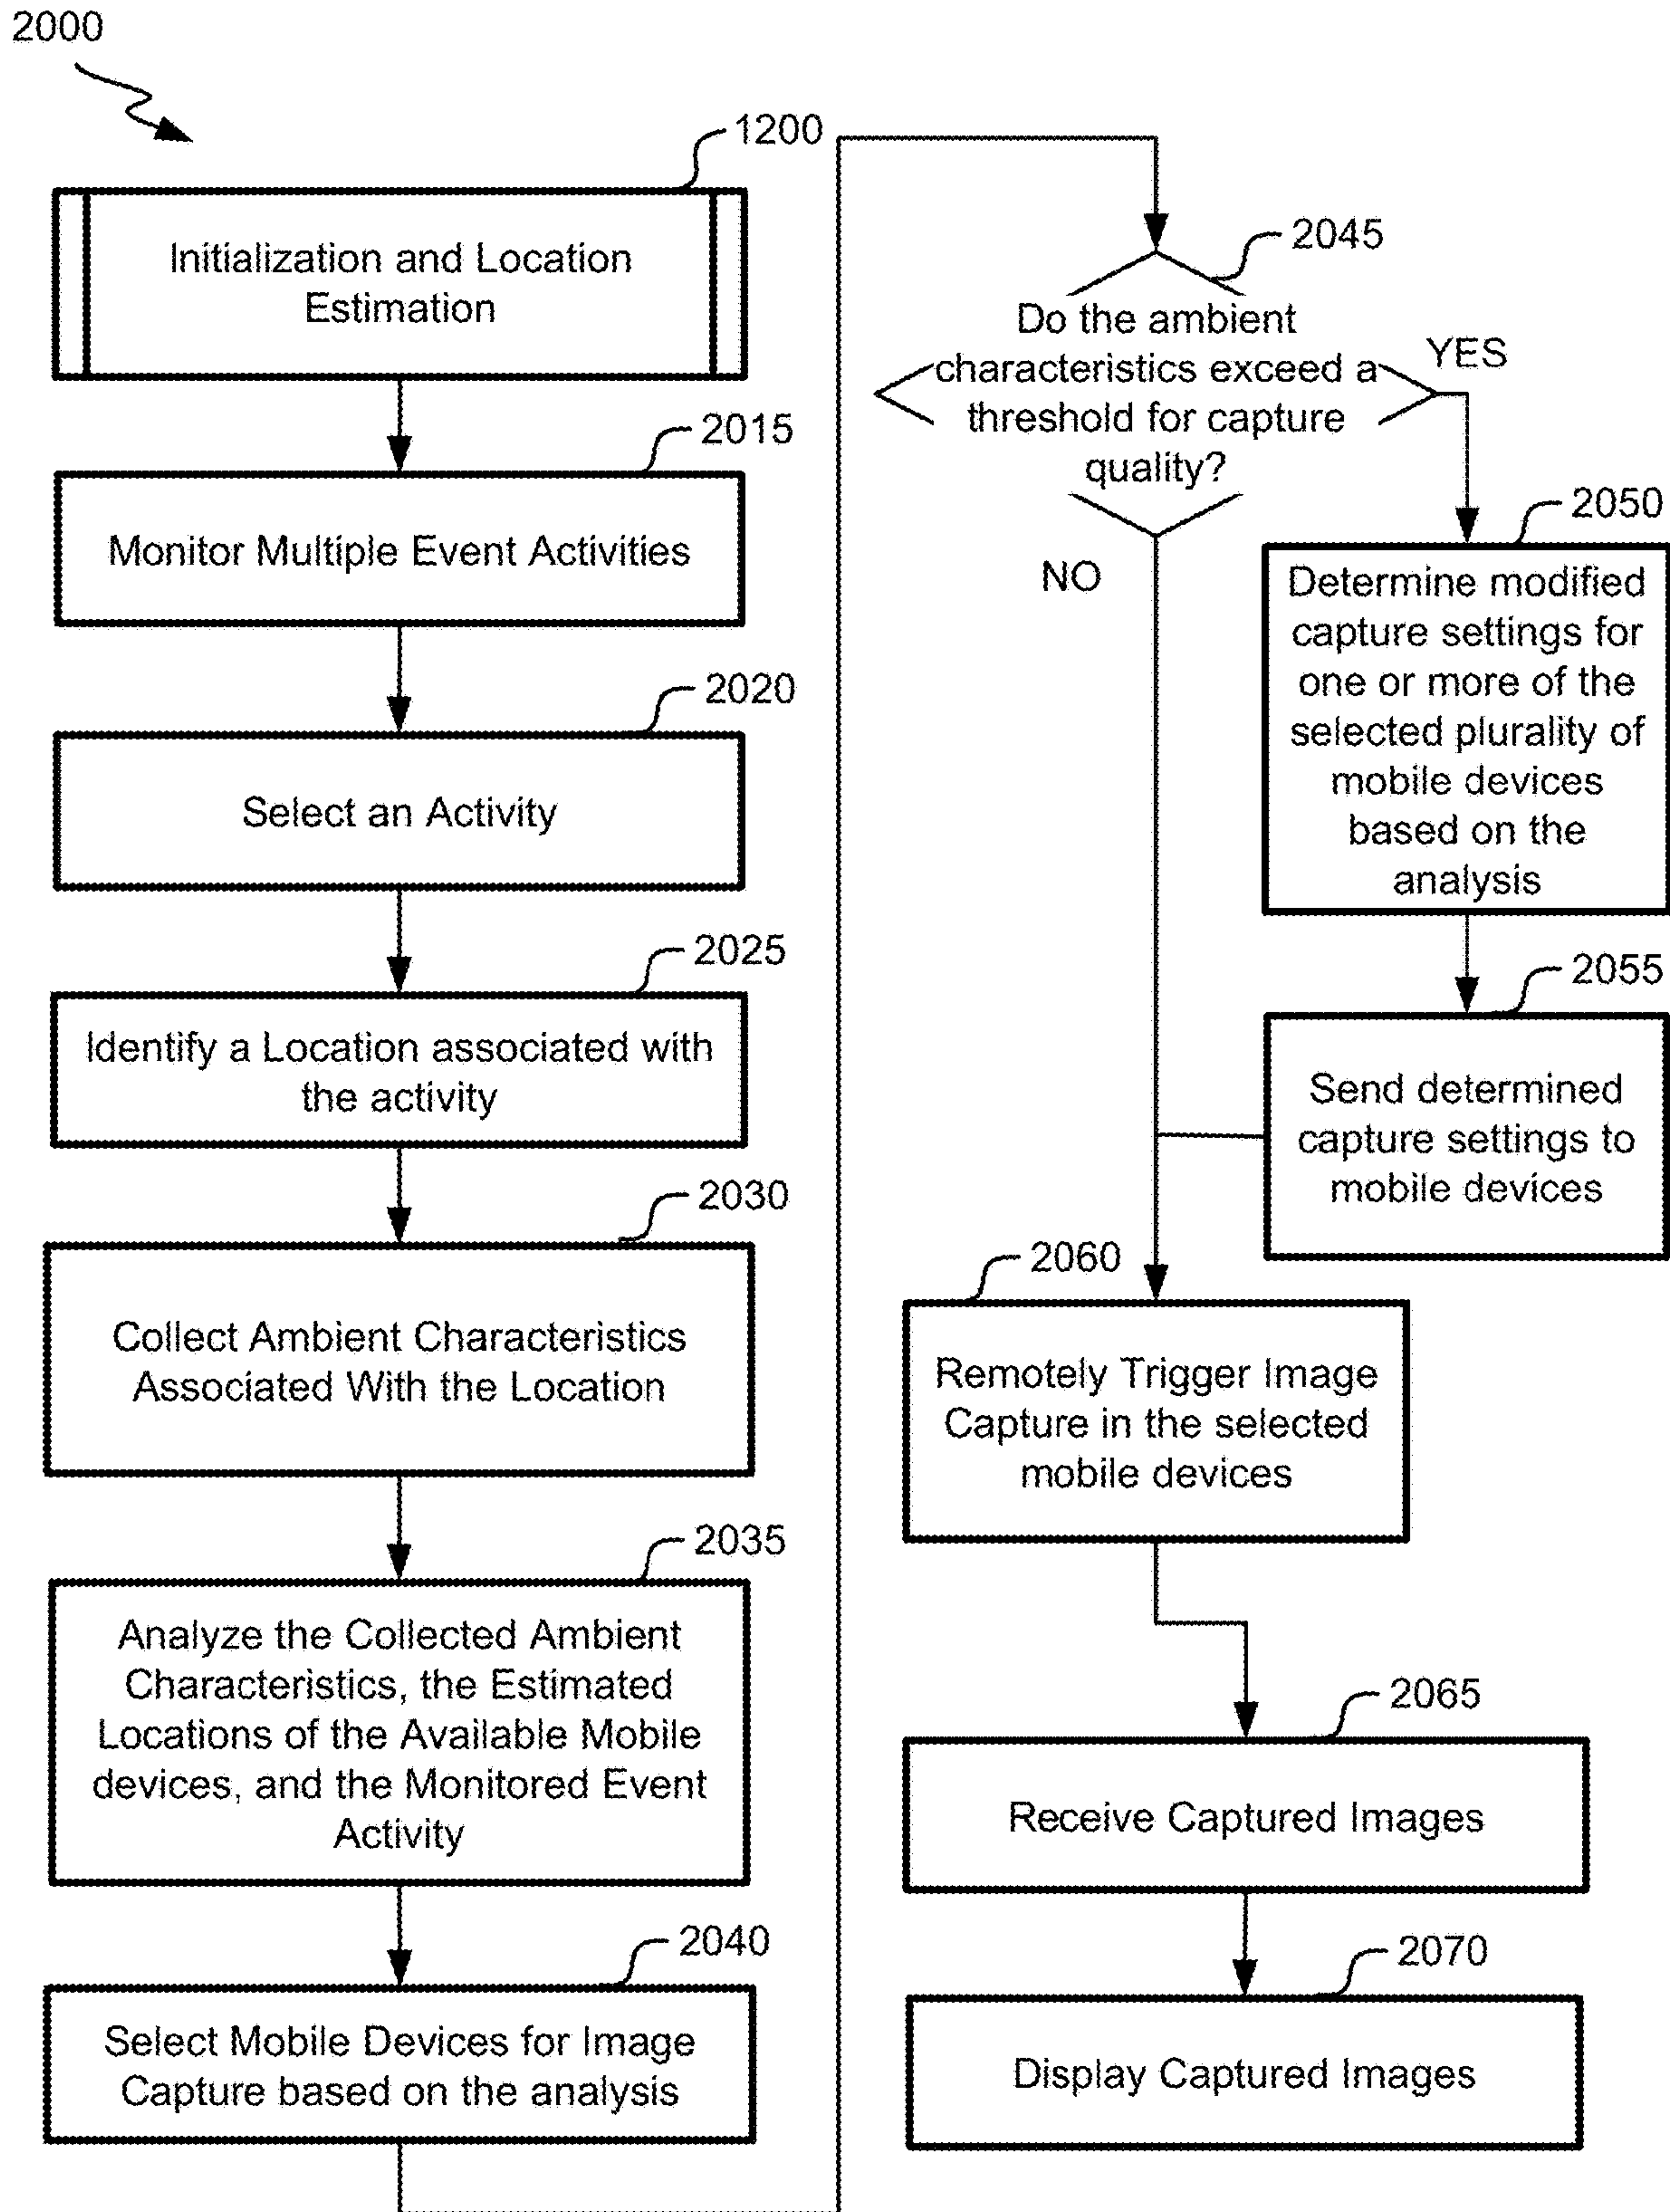 2000
1200
Initialization and Location
Estimation
2015
Monitor Multiple Event Activities
2020
Select an Activity
2025
Identify a Location associated with
the activity
2030
Collect Ambient Characteristics
Associated With the Location
2035
Analyze the Collected Ambient
Characteristics, the Estimated
Locations of the Available Mobile
devices, and the Monitored Event
Activity
2040
Select Mobile Devices for Image
Capture based on the analysis
2045
Do the ambient
characteristics exceed a
threshold for capture
quality?
YES
NO
2050
Determine modified
capture settings for
one or more of the
selected plurality of
mobile devices
based on the
analysis
2055
Send determined
capture settings to
mobile devices
2060
Remotely Trigger Image
Capture in the selected
mobile devices
2065
Receive Captured Images
2070
Display Captured Images